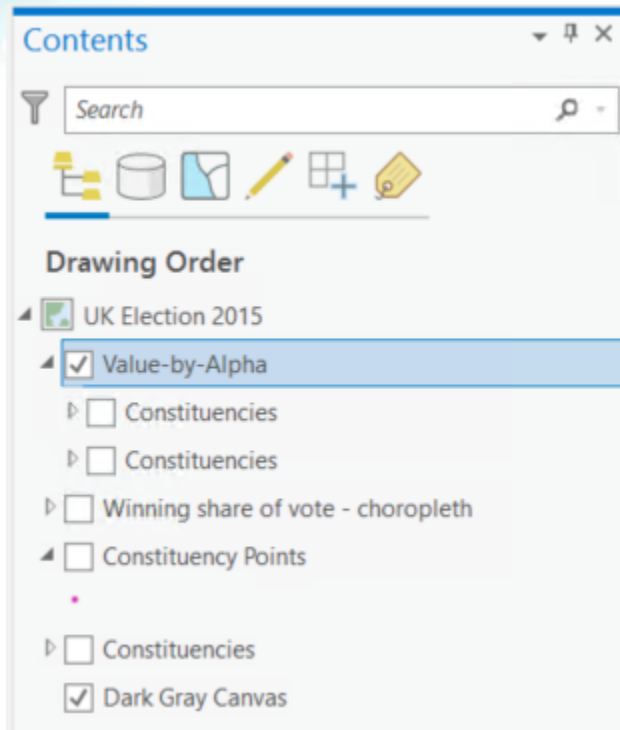 Contents
Search
Drawing Order
UK Election 2015
Value-by-Alpha
Constituencies
Constituencies
Winning share of vote - choropleth
Constituency Points
Constituencies
Dark Gray Canvas